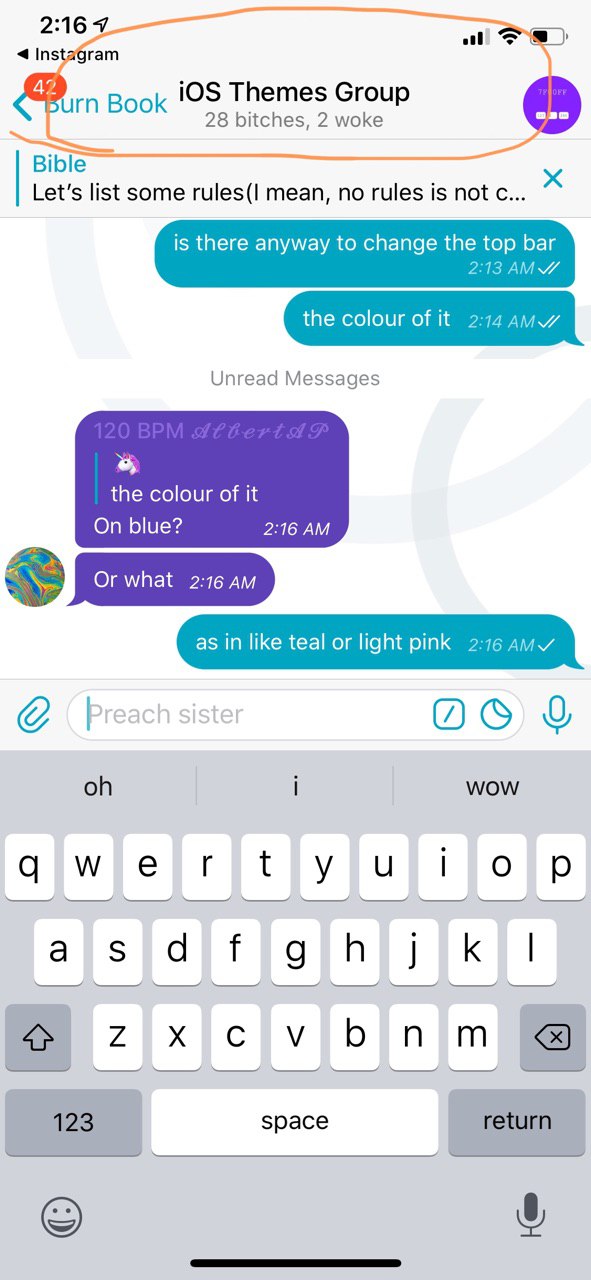 2:16
Instagram
42
Burn Book
iOS Themes Group
28 bitches, 2 woke
Bible
Let’s list some rules(I mean, no rules is not c...
is there anyway to change the top bar
2:13 AM
the colour of it 2:14 AM
Unread Messages
120 BPM 𝒜𝓁𝒷𝑒𝓇𝓉𝒜𝒫
the colour of it
On blue? 2:16 AM
Or what 2:16 AM
as in like teal or light pink 2:16 AM
Preach sister
oh i wow
q w e r t y u i o p
a s d f g h j k l
z x c v b n m
123 space return